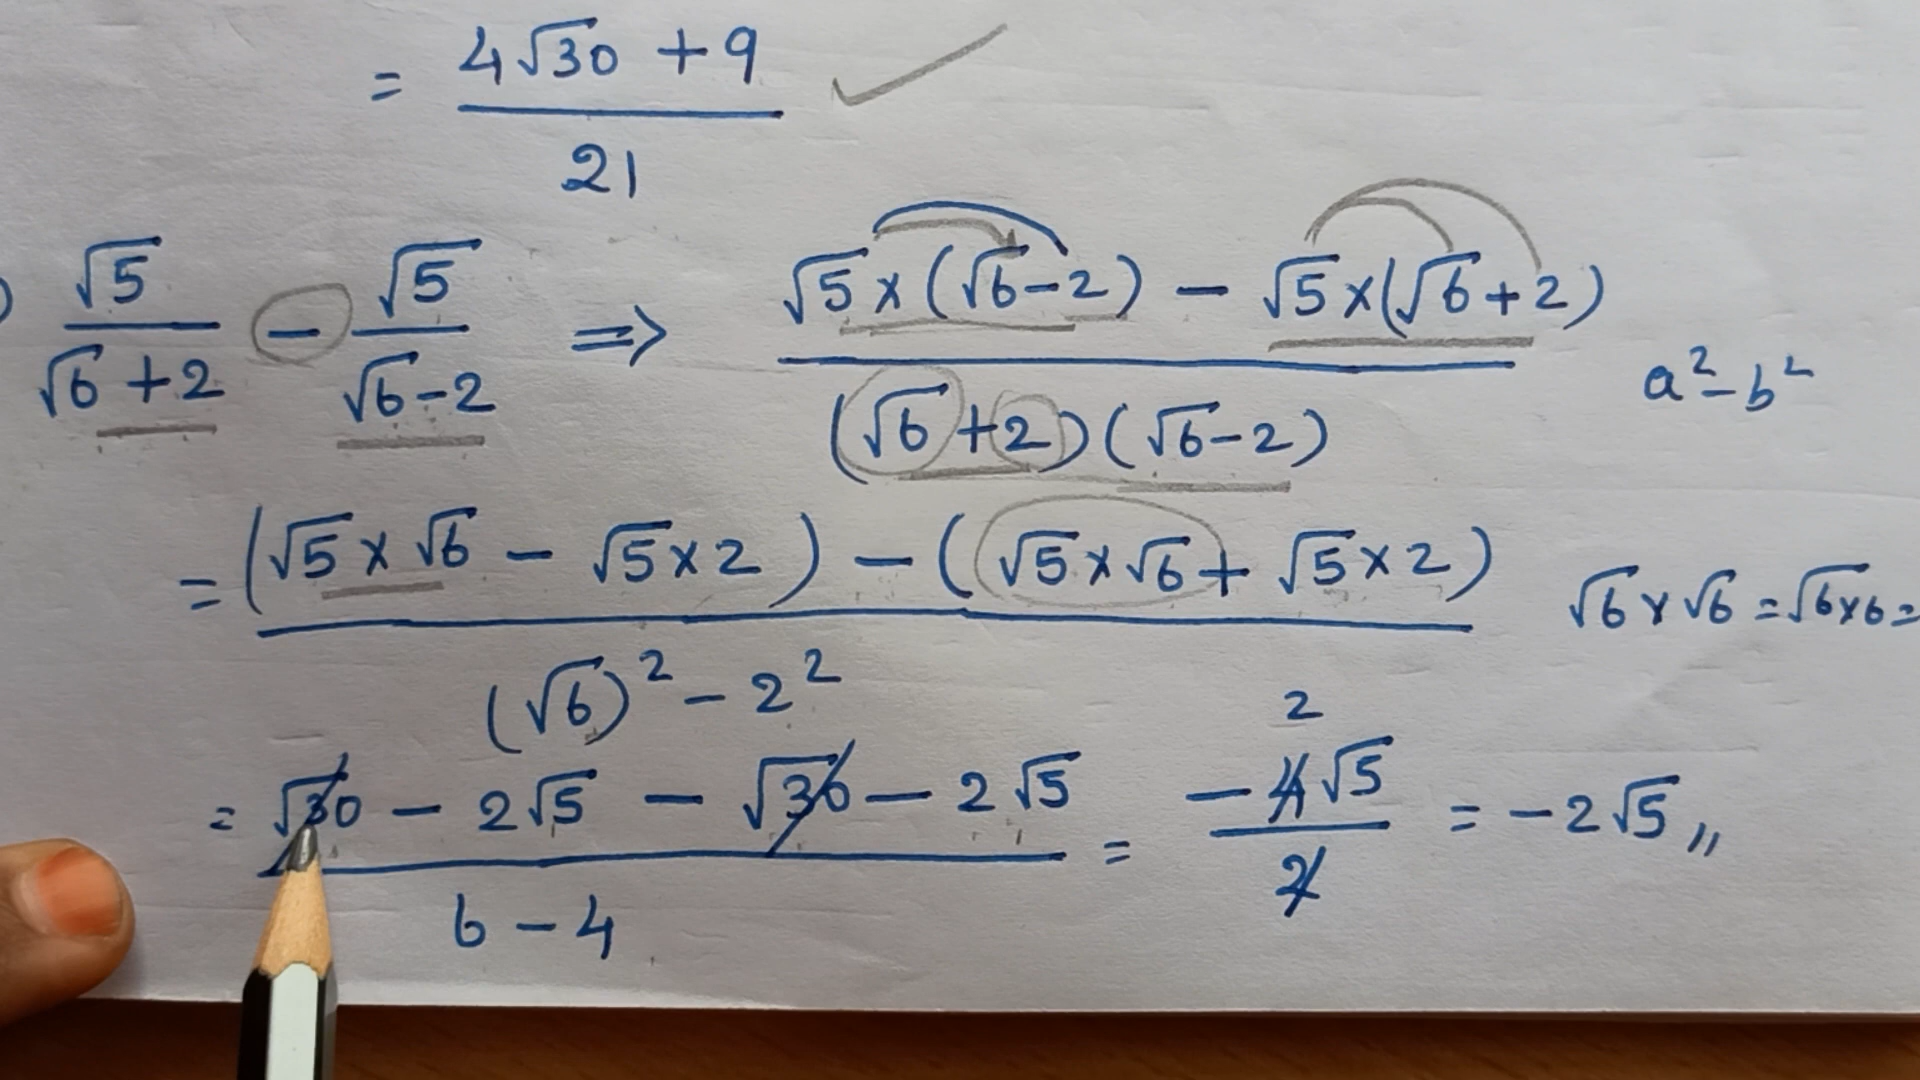 = (4√30 + 9) / 21
) √5/(√6 + 2) − √5/(√6 − 2) ⇒ (√5 × (√6 − 2) − √5 × (√6 + 2)) / ((√6 + 2)(√6 − 2)) a² − b²
= ((√5 × √6 − √5 × 2) − (√5 × √6 + √5 × 2)) / ((√6)² − 2²) √6 × √6 = √6×6 =
= (√30 − 2√5 − √30 − 2√5) / (6 − 4) = −4√5 / 2 2 = −2√5 ,,